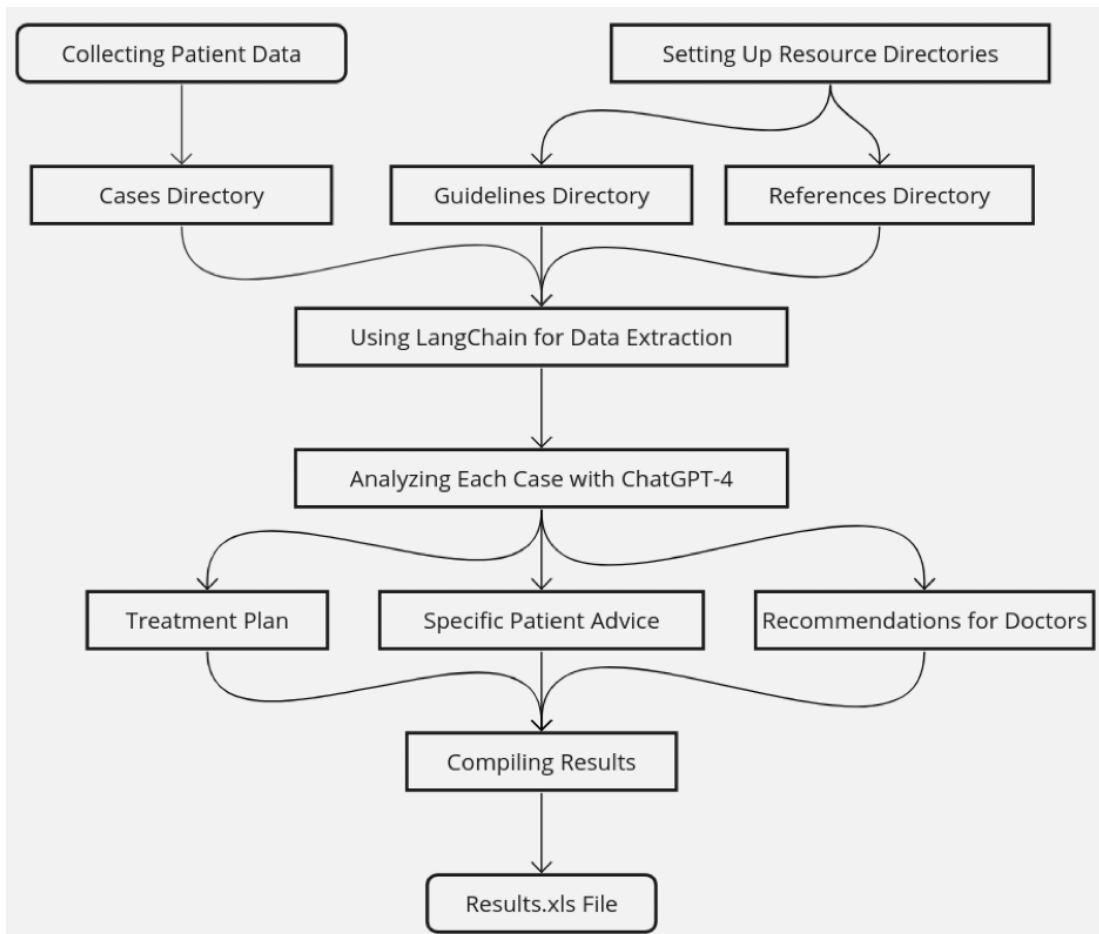 Collecting Patient Data
Setting Up Resource Directories
Cases Directory
Guidelines Directory
References Directory
Using LangChain for Data Extraction
Analyzing Each Case with ChatGPT-4
Treatment Plan
Specific Patient Advice
Recommendations for Doctors
Compiling Results
Results.xls File